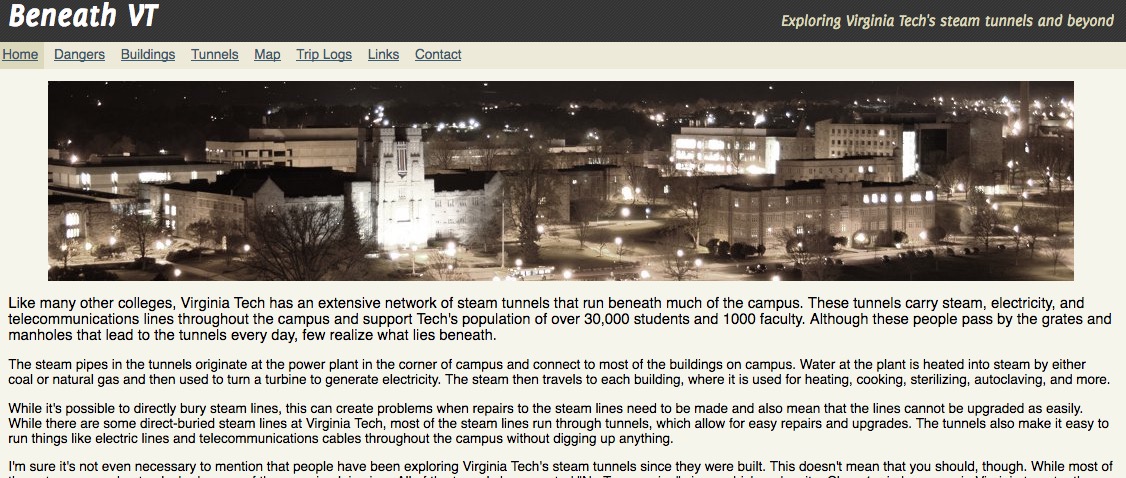 Beneath VT
Exploring Virginia Tech's steam tunnels and beyond
Home Dangers Buildings Tunnels Map Trip Logs Links Contact
Like many other colleges, Virginia Tech has an extensive network of steam tunnels that run beneath much of the campus. These tunnels carry steam, electricity, and
telecommunications lines throughout the campus and support Tech's population of over 30,000 students and 1000 faculty. Although these people pass by the grates and
manholes that lead to the tunnels every day, few realize what lies beneath.
The steam pipes in the tunnels originate at the power plant in the corner of campus and connect to most of the buildings on campus. Water at the plant is heated into steam by either
coal or natural gas and then used to turn a turbine to generate electricity. The steam then travels to each building, where it is used for heating, cooking, sterilizing, autoclaving, and more.
While it's possible to directly bury steam lines, this can create problems when repairs to the steam lines need to be made and also mean that the lines cannot be upgraded as easily.
While there are some direct-buried steam lines at Virginia Tech, most of the steam lines run through tunnels, which allow for easy repairs and upgrades. The tunnels also make it easy to
run things like electric lines and telecommunications cables throughout the campus without digging up anything.
I'm sure it's not even necessary to mention that people have been exploring Virginia Tech's steam tunnels since they were built. This doesn't mean that you should, though. While most of